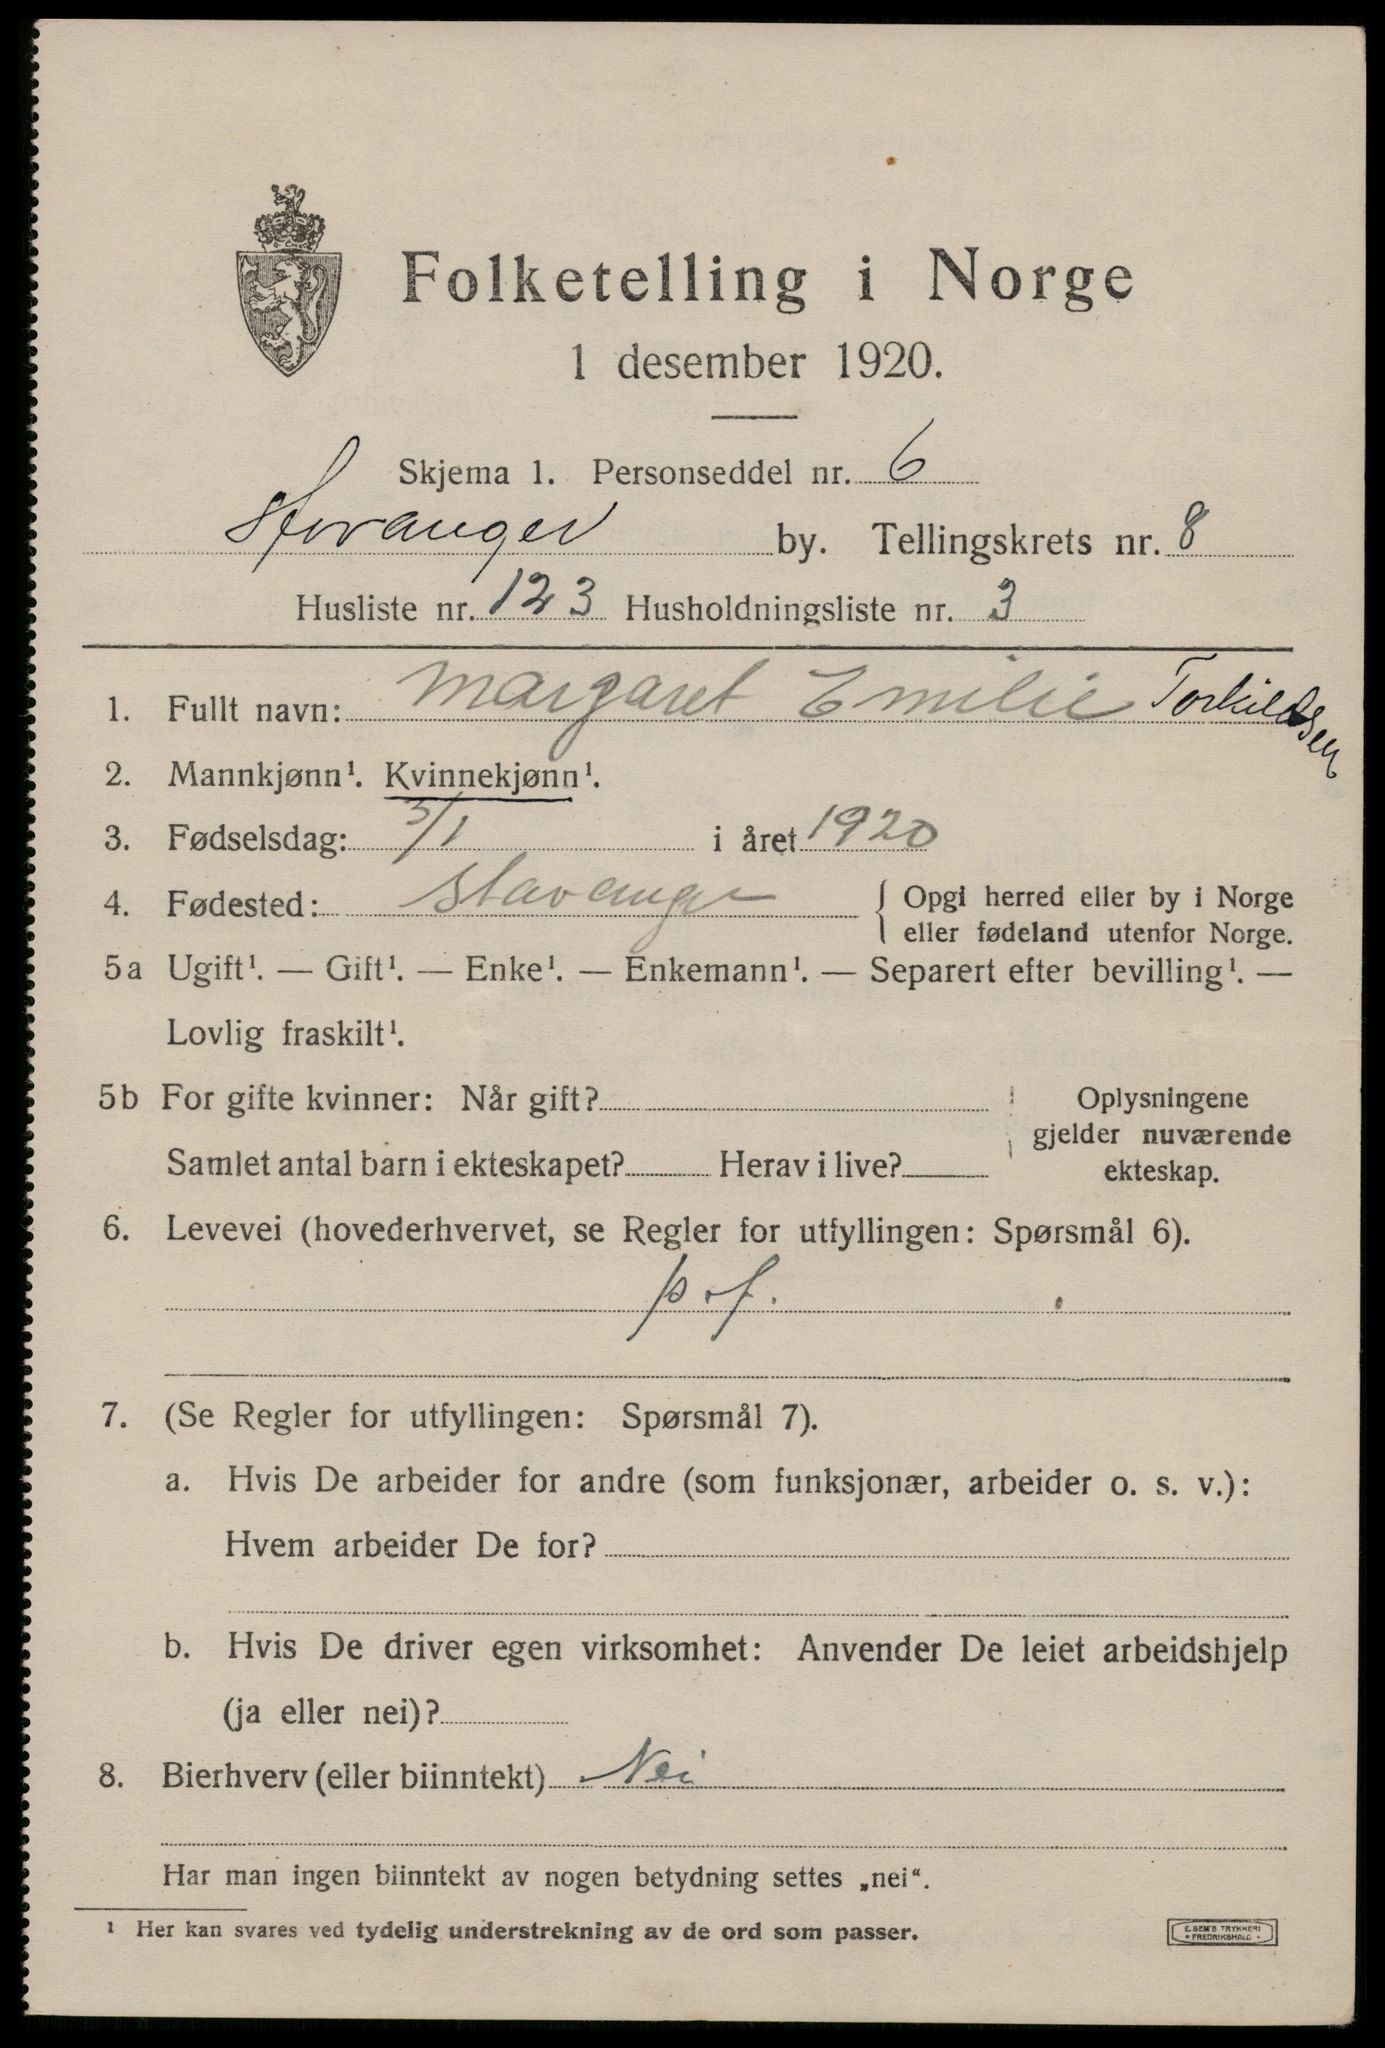 Folketelling i Norge
1 desember 1920.
Skjema 1. Personseddel nr. 6
Stavanger by. Tellingskrets nr. 8
Husliste nr. 123 Husholdningsliste nr. 3
1. Fullt navn: Margaret Emilie Torkildsen
2. Mannkjønn¹. Kvinnekjønn¹.
3. Fødselsdag: 5/1 i året 1920
4. Fødested: Stavanger { Opgi herred eller by i Norge
eller fødeland utenfor Norge.
5a Ugift¹. — Gift¹. — Enke¹. — Enkemann¹. — Separert efter bevilling¹. —
Lovlig fraskilt¹.
5b For gifte kvinner: Når gift? Oplysningene
gjelder nuværende
Samlet antal barn i ekteskapet? Herav i live? ekteskap.
6. Levevei (hovederhvervet, se Regler for utfyllingen: Spørsmål 6).
p. f.
7. (Se Regler for utfyllingen: Spørsmål 7).
a. Hvis De arbeider for andre (som funksjonær, arbeider o. s. v.):
Hvem arbeider De for?
b. Hvis De driver egen virksomhet: Anvender De leiet arbeidshjelp
(ja eller nei)?
8. Bierhverv (eller biinntekt) Nei
Har man ingen biinntekt av nogen betydning settes „nei“.
¹ Her kan svares ved tydelig understrekning av de ord som passer.
E. SEM'S TRYKKERI
• FREDRIKSHALD •